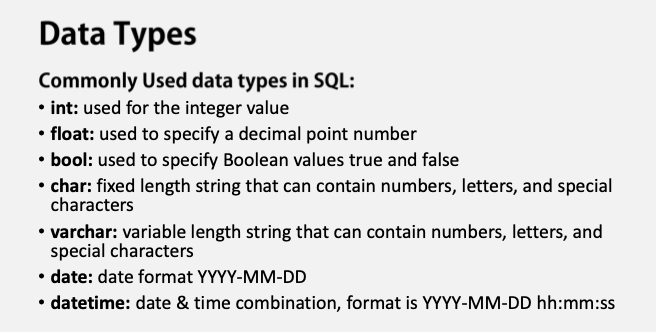 Data Types
Commonly Used data types in SQL:
• int: used for the integer value
• float: used to specify a decimal point number
• bool: used to specify Boolean values true and false
• char: fixed length string that can contain numbers, letters, and special
characters
• varchar: variable length string that can contain numbers, letters, and
special characters
• date: date format YYYY-MM-DD
• datetime: date & time combination, format is YYYY-MM-DD hh:mm:ss